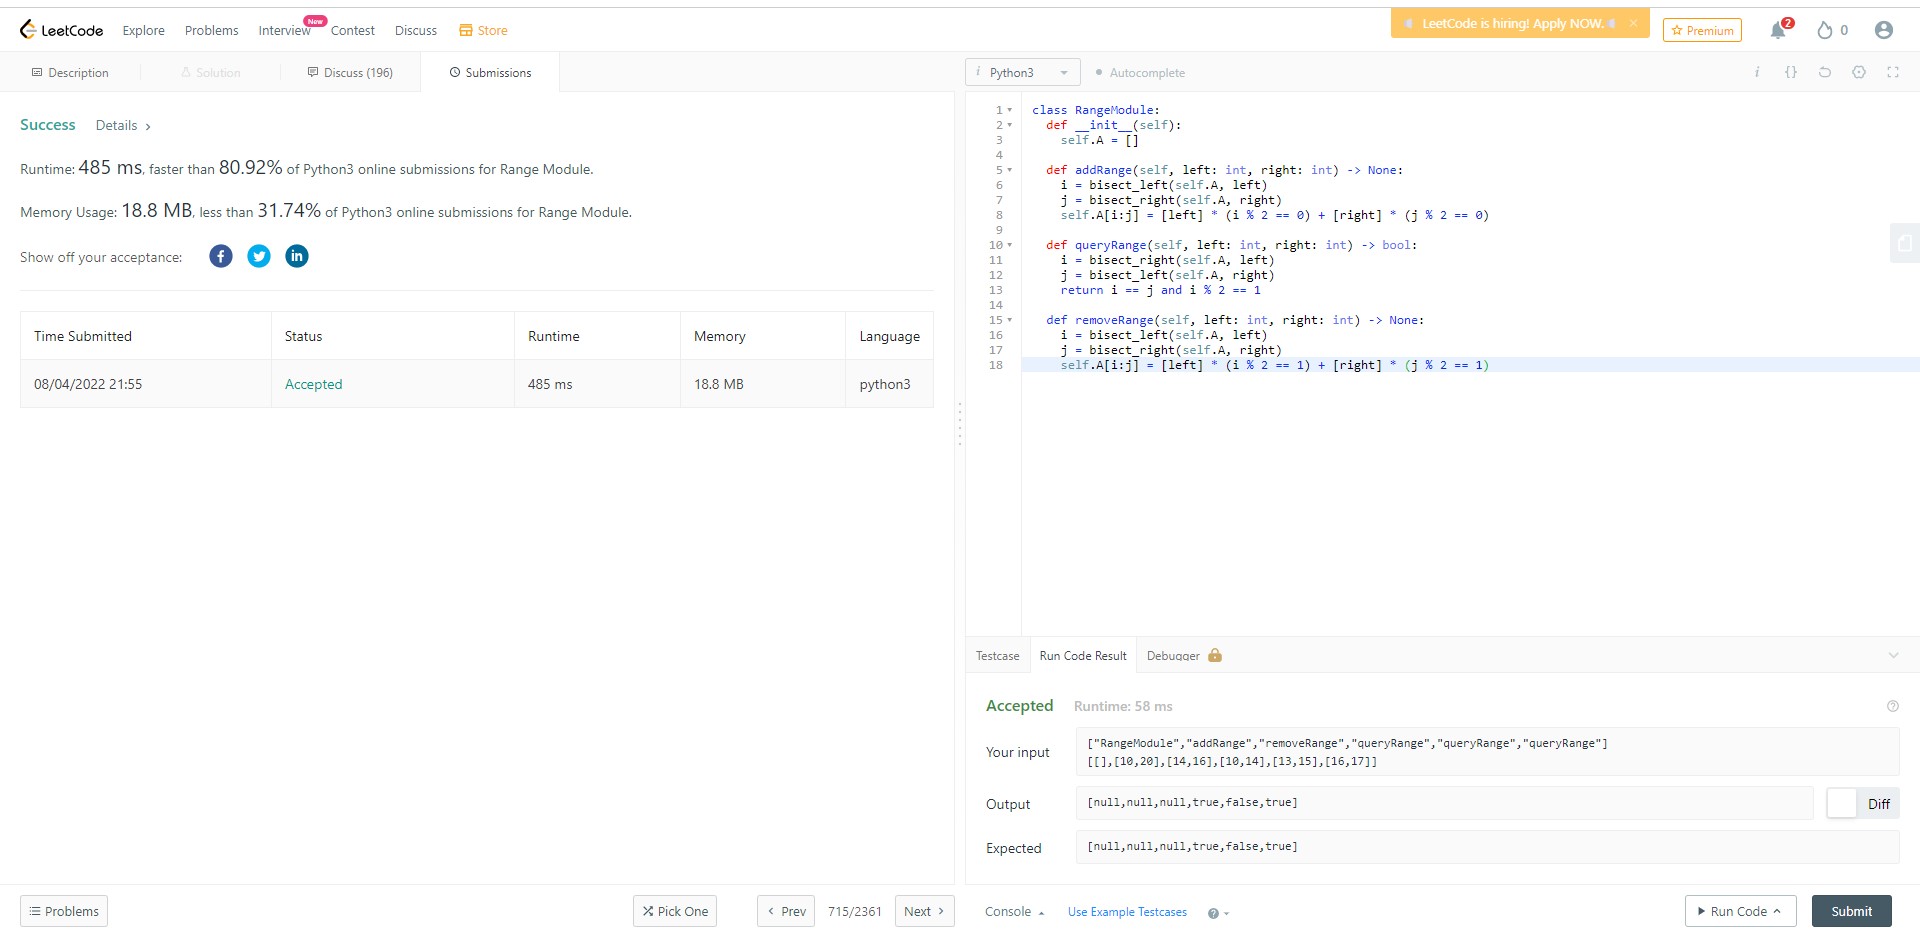 LeetCode
Explore
Problems
Interview
New
Contest
Discuss
Store
LeetCode is hiring! Apply NOW.
×
Premium
2
0
Description
Solution
Discuss (196)
Submissions
Python3
Autocomplete
Success
Details
Runtime: 485 ms, faster than 80.92% of Python3 online submissions for Range Module.
Memory Usage: 18.8 MB, less than 31.74% of Python3 online submissions for Range Module.
Show off your acceptance:
Time Submitted Status Runtime Memory Language
08/04/2022 21:55 Accepted 485 ms 18.8 MB python3
1 class RangeModule:
2 def __init__(self):
3 self.A = []
4
5 def addRange(self, left: int, right: int) -> None:
6 i = bisect_left(self.A, left)
7 j = bisect_right(self.A, right)
8 self.A[i:j] = [left] * (i % 2 == 0) + [right] * (j % 2 == 0)
9
10 def queryRange(self, left: int, right: int) -> bool:
11 i = bisect_right(self.A, left)
12 j = bisect_left(self.A, right)
13 return i == j and i % 2 == 1
14
15 def removeRange(self, left: int, right: int) -> None:
16 i = bisect_left(self.A, left)
17 j = bisect_right(self.A, right)
18 self.A[i:j] = [left] * (i % 2 == 1) + [right] * (j % 2 == 1)
Testcase
Run Code Result
Debugger
Accepted
Runtime: 58 ms
Your input
["RangeModule","addRange","removeRange","queryRange","queryRange","queryRange"]
[[],[10,20],[14,16],[10,14],[13,15],[16,17]]
Output
[null,null,null,true,false,true]
Diff
Expected
[null,null,null,true,false,true]
Problems
Pick One
Prev
715/2361
Next
Console
Use Example Testcases
Run Code
Submit